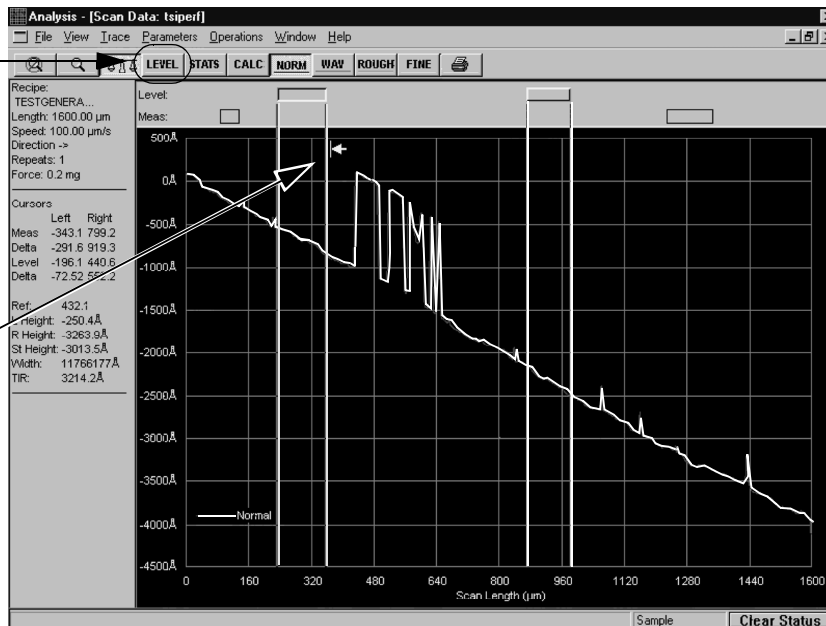 Analysis - [Scan Data: tsiperf]
File View Trace Parameters Operations Window Help
LEVEL STATS CALC NORM WAV ROUGH FINE
Recipe:
TESTGENERA...
Length: 1600.00 µm
Speed: 100.00 µm/s
Direction ->
Repeats: 1
Force: 0.2 mg
Cursors
Left Right
Meas -343.1 799.2
Delta -291.6 919.3
Level -196.1 440.6
Delta -72.52
Ref: 432.1
Height: -250.4Å
R Height: -3263.9Å
St Height: -3013.5Å
Width: 11766177Å
TIR: 3214.2Å
Level:
Meas:
500Å
0Å
-500Å
-1000Å
-1500Å
-2000Å
-2500Å
-3000Å
-3500Å
-4000Å
-4500Å
Normal
0 160 320 480 640 800 960 1120 1280 1440 1600
Scan Length (µm)
Sample Clear Status